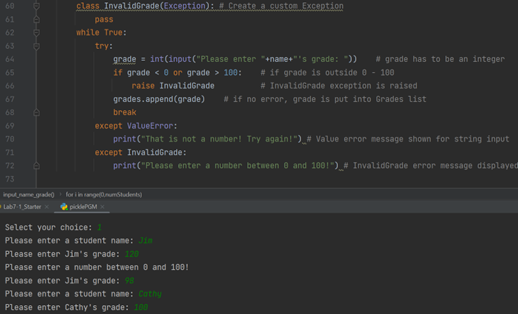 60 class InvalidGrade(Exception): # Create a custom Exception
61 pass
62 while True:
63 try:
64 grade = int(input("Please enter "+name+"'s grade: ")) # grade has to be an integer
65 if grade < 0 or grade > 100: # if grade is outside 0 - 100
66 raise InvalidGrade # InvalidGrade exception is raised
67 grades.append(grade) # if no error, grade is put into Grades list
68 break
69 except ValueError:
70 print("That is not a number! Try again!") # Value error message shown for string input
71 except InvalidGrade:
72 print("Please enter a number between 0 and 100!") # InvalidGrade error message displayed
73
input_name_grade() › for i in range(0,numStudents)
Lab7-1_Starter × picklePGM ×
Select your choice: 1
Please enter a student name: Jim
Please enter Jim's grade: 120
Please enter a number between 0 and 100!
Please enter Jim's grade: 90
Please enter a student name: Cathy
Please enter Cathy's grade: 100